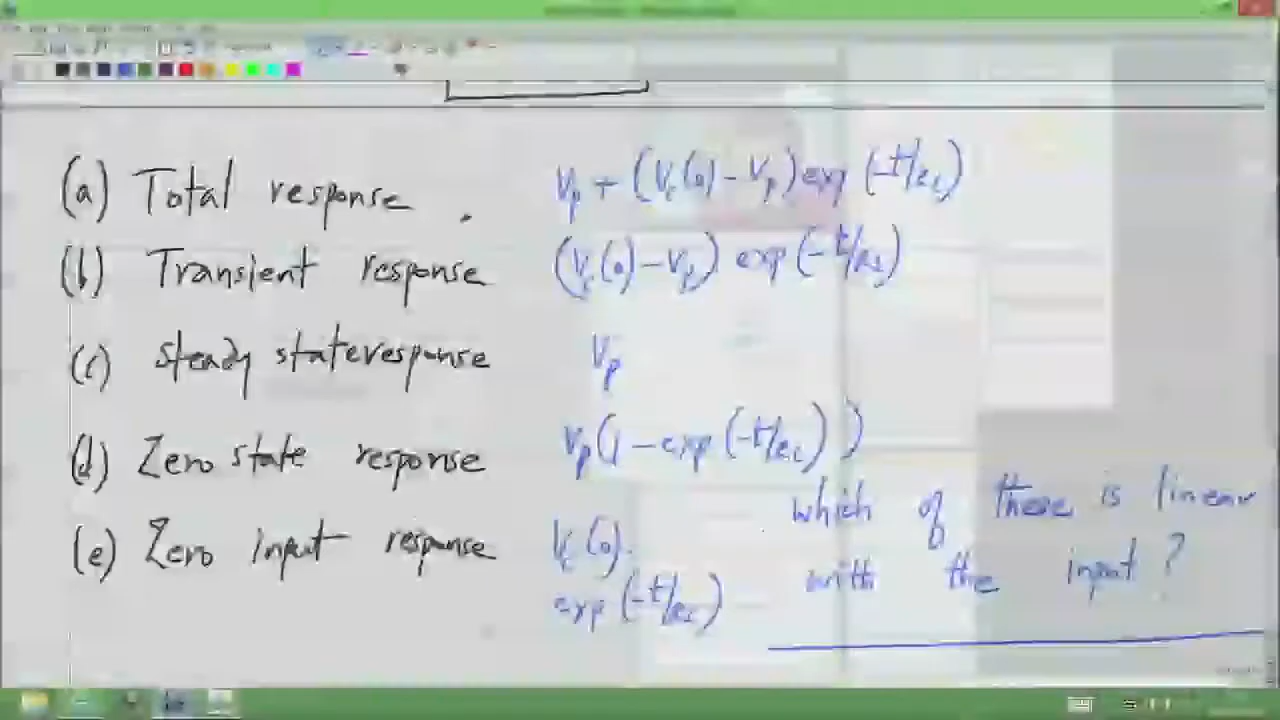 (a) Total response . Vp + (Vc(0) - Vp) exp (-t/RC)
(b) Transient response (Vc(0) - Vp) exp (-t/RC)
(c) steady state response Vp
(d) Zero state response Vp(1 - exp (-t/RC))
(e) Zero input response Vc(0).
exp (-t/RC)
which of these is linear
with the input ?